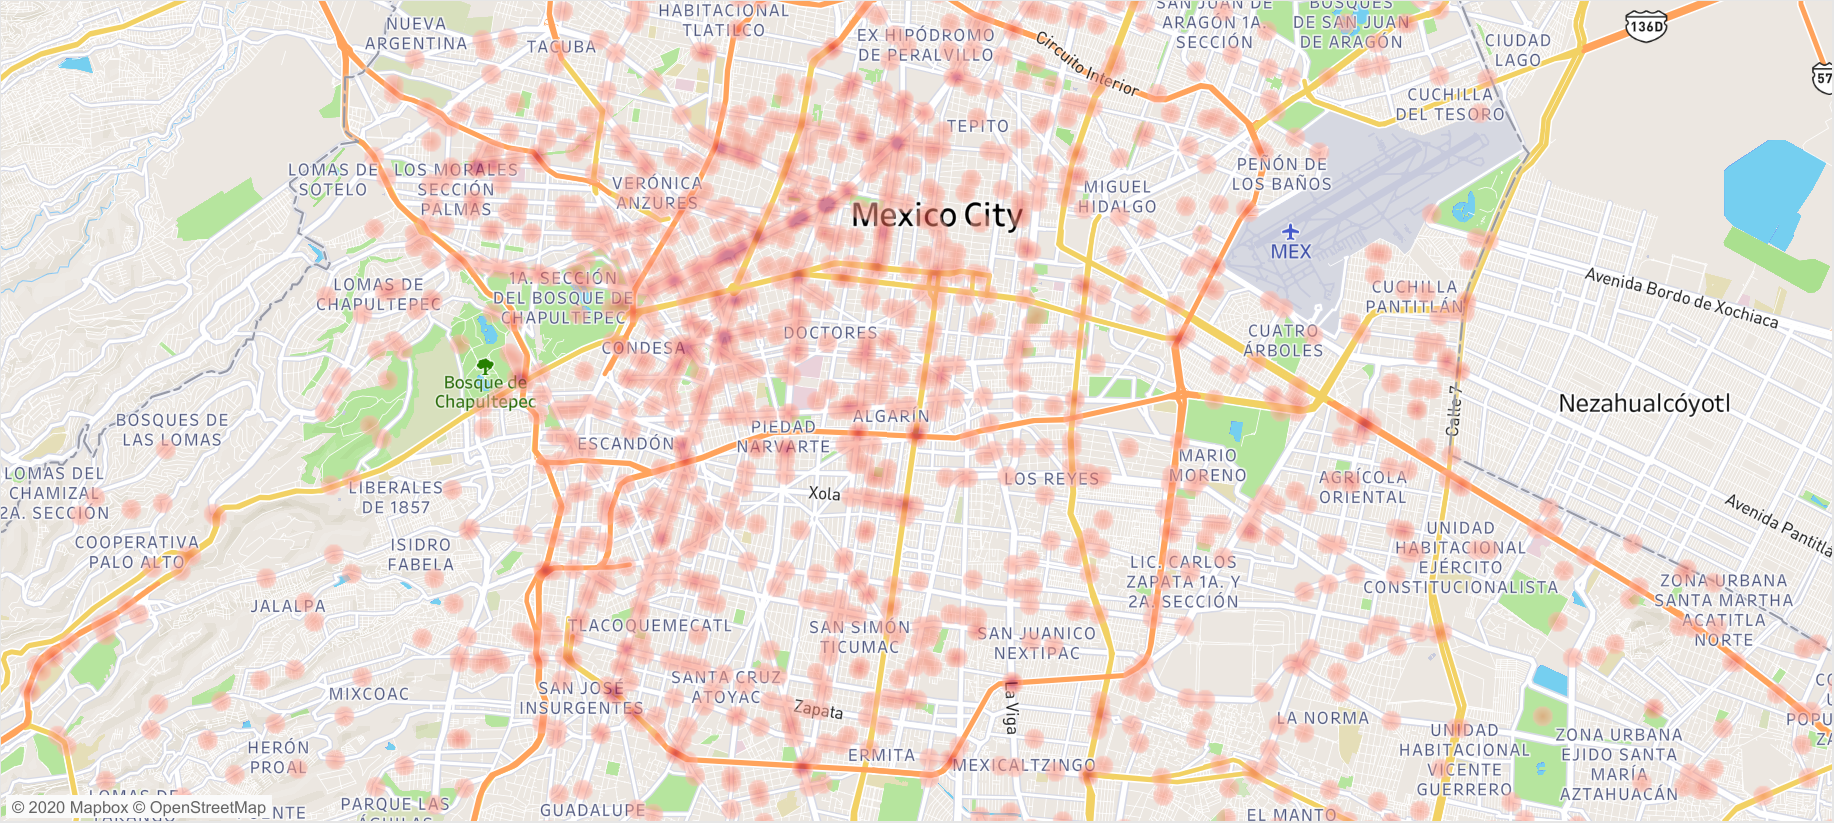 NUEVA
ARGENTINA
TACUBA
HABITACIONAL
TLATILCO
EX HIPÓDROMO
DE PERALVILLO
Circuito Interior
SAN JUAN DE
ARAGÓN 1A.
SECCIÓN
BOSQUES
DE SAN JUAN
DE ARAGÓN
CIUDAD
LAGO
136D
57
CUCHILLA
DEL TESORO
TEPITO
LOMAS DE
SOTELO
LOS MORALES
SECCIÓN
PALMAS
VERÓNICA
ANZURES
MIGUEL
HIDALGO
PEÑÓN DE
LOS BAÑOS
Mexico City
MEX
LOMAS DE
CHAPULTEPEC
1A. SECCIÓN
DEL BOSQUE DE
CHAPULTEPEC
CUCHILLA
PANTITLÁN
Avenida Bordo de Xochiaca
DOCTORES
CONDESA
CUATRO
ÁRBOLES
Bosque de
Chapultepec
Calle 7
Nezahualcóyotl
BOSQUES DE
LAS LOMAS
ESCANDÓN
PIEDAD
NARVARTE
ALGARÍN
LOMAS DEL
CHAMIZAL
2A. SECCIÓN
LIBERALES
DE 1857
Xola
LOS REYES
MARIO
MORENO
AGRÍCOLA
ORIENTAL
Avenida Pantitla
COOPERATIVA
PALO ALTO
ISIDRO
FABELA
LIC. CARLOS
ZAPATA 1A. Y
2A. SECCIÓN
UNIDAD
HABITACIONAL
EJÉRCITO
CONSTITUCIONALISTA
ZONA URBANA
SANTA MARTHA
ACATITLA
NORTE
JALALPA
TLACOQUEMECATL
SAN SIMÓN
TICUMAC
SAN JUANICO
NEXTIPAC
MIXCOAC
SAN JOSÉ
INSURGENTES
SANTA CRUZ
ATOYAC
Zapata
La Viga
LA NORMA
UNIDAD
HABITACIONAL
VICENTE
GUERRERO
ZONA URBANA
EJIDO SANTA
MARÍA
AZTAHUACÁN
POPU
HERÓN
PROAL
ERMITA
MEXICALTZINGO
PARQUE LAS
ÁGUILAS
GUADALUPE
EL MANTO
LOMAS DE
© 2020 Mapbox © OpenStreetMap